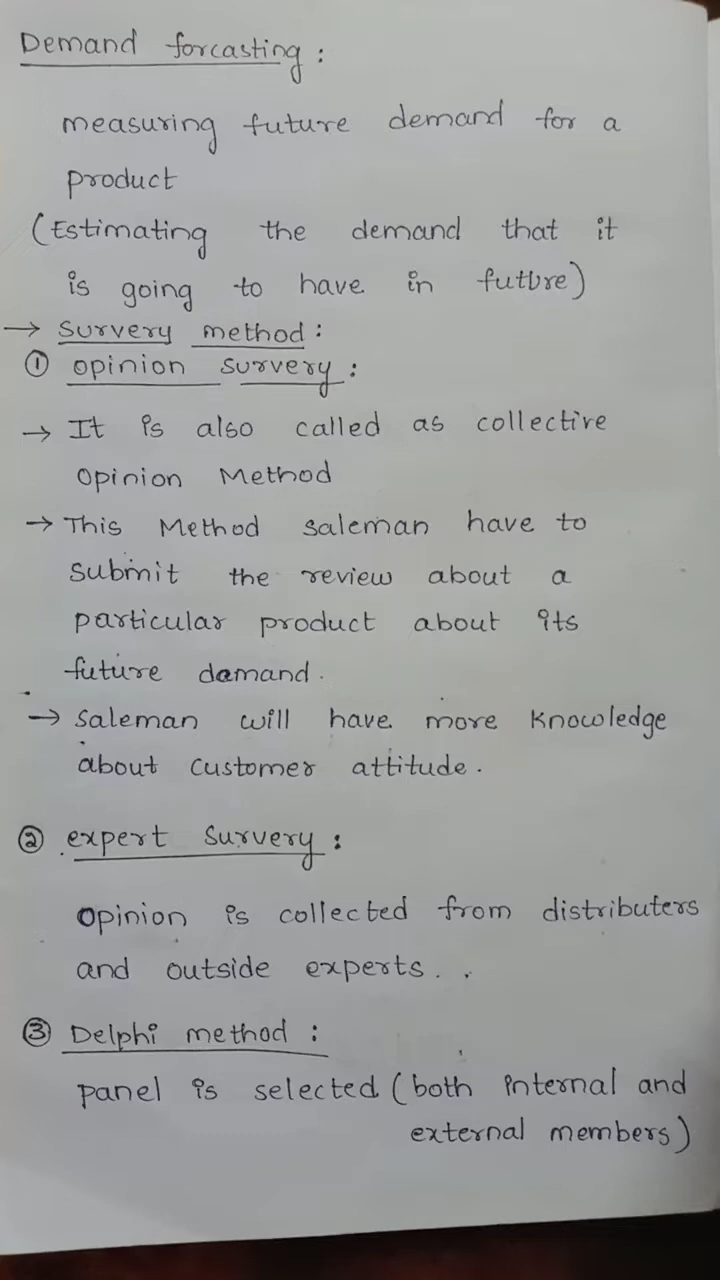 Demand forcasting :
measuring future demand for a
product
(Estimating the demand that it
is going to have in future)
→ Survery method :
① opinion survery :
→ It is also called as collective
opinion Method
→ This Method saleman have to
submit the review about a
particular product about its
future damand.
→ saleman will have more knowledge
about customer attitude.
② expert survery :
opinion is collected from distributers
and outside experts. .
③ Delphi method :
panel is selected (both internal and
external members)